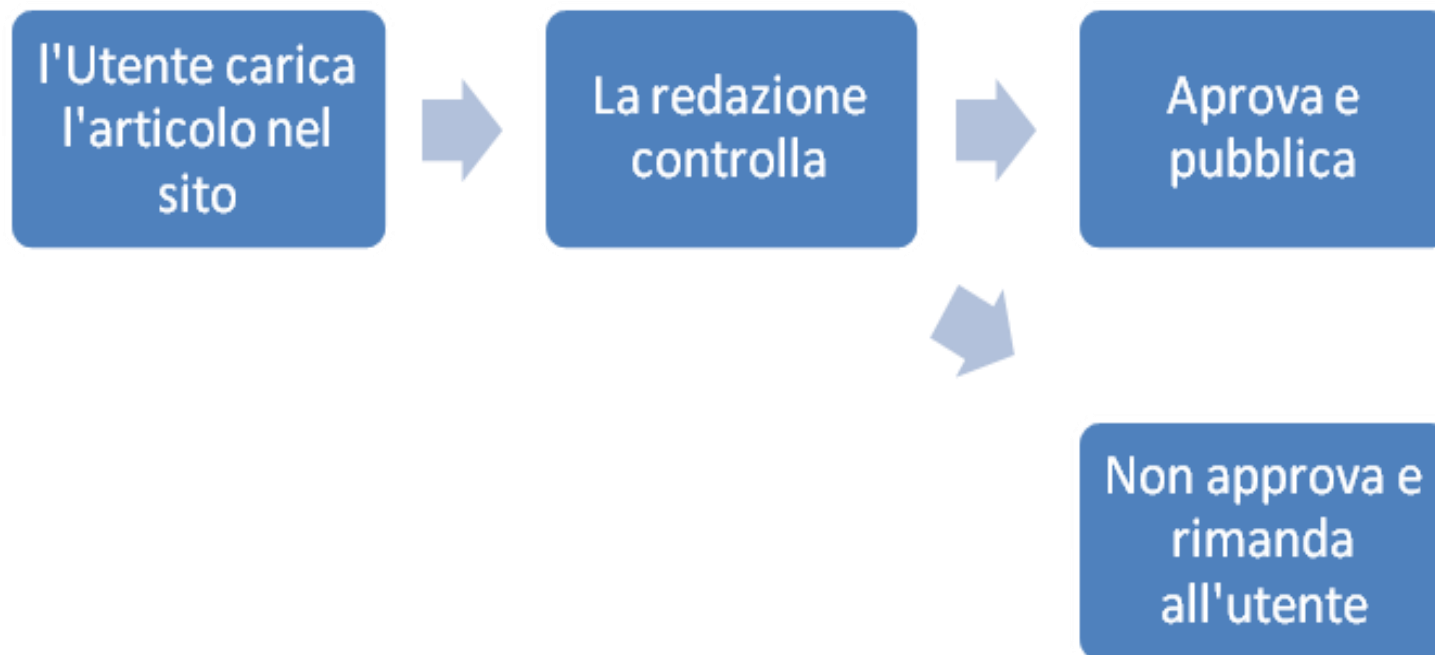 l'Utente carica
l'articolo nel
sito
La redazione
controlla
Aprova e
pubblica
Non approva e
rimanda
all'utente